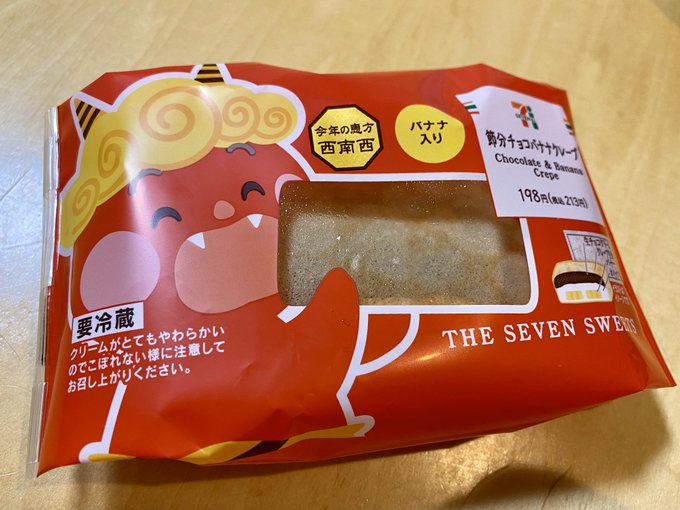 今年の恵方
西南西
バナナ
入り
節分チョコバナナクレープ
Chocolate & Banana
Crepe
198円(税込213円)
THE SEVEN SWEETS
要冷蔵
クリームがとてもやわらかい
のでこぼれない様に注意して
お召し上がりください。